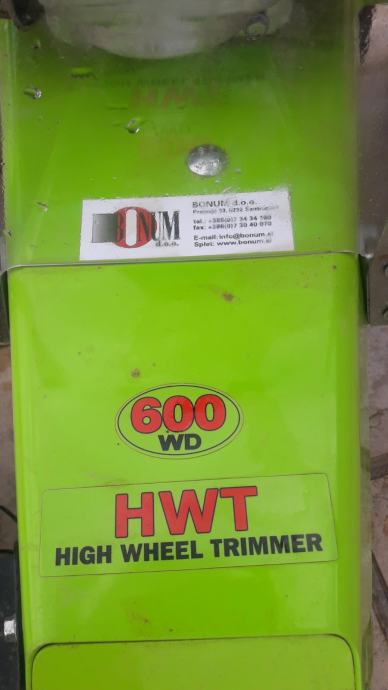 BONUM
d.o.o.
BONUM d.o.o.
tel.: +386(0)7 34 34 190
fax: +386(0)7 30 40 070
E-mail: info@bonum.si
Splet: www.bonum.si
600
WD
HWT
HIGH WHEEL TRIMMER